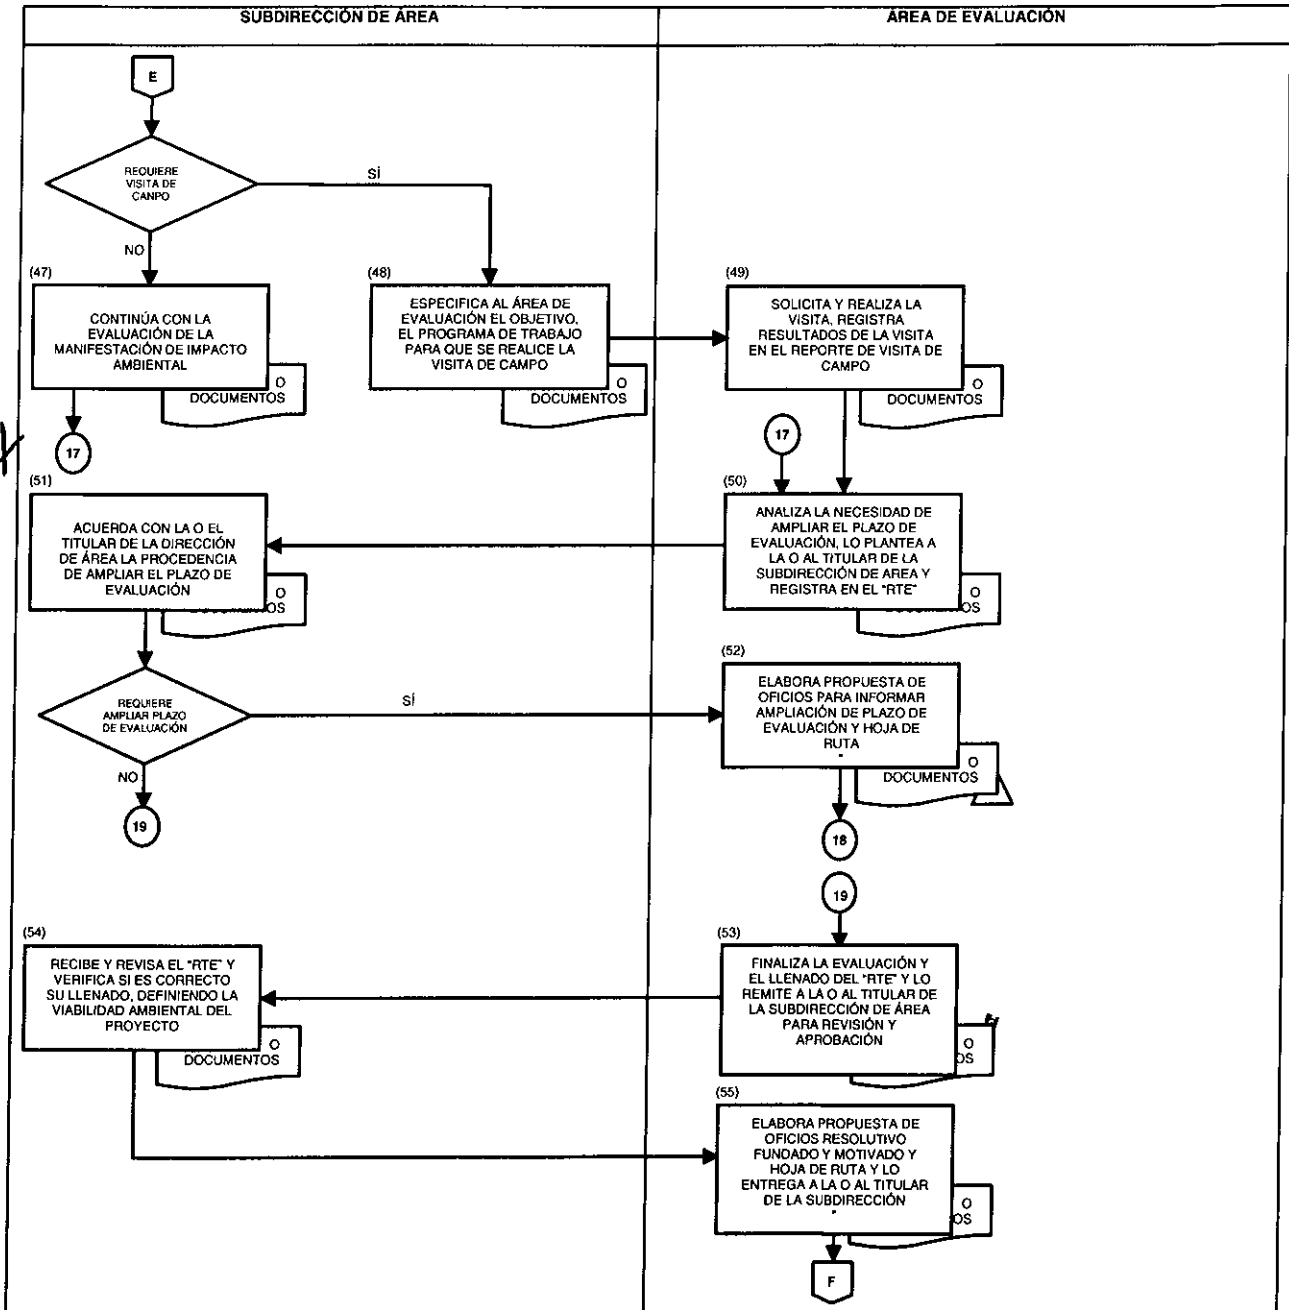 SUBDIRECCIÓN DE ÁREA
ÁREA DE EVALUACIÓN
E
REQUIERE
VISITA DE
CANPO
SÍ
NO
(47)
CONTINÚA CON LA
EVALUACIÓN DE LA
MANIFESTACIÓN DE IMPACTO
AMBIENTAL
O
DOCUMENTOS
17
(48)
ESPECIFICA AL ÁREA DE
EVALUACIÓN EL OBJETIVO,
EL PROGRAMA DE TRABAJO
PARA QUE SE REALICE LA
VISITA DE CAMPO
O
DOCUMENTOS
(49)
SOLICITA Y REALIZA LA
VISITA, REGISTRA
RESULTADOS DE LA VISITA
EN EL REPORTE DE VISITA DE
CAMPO
O
DOCUMENTOS
17
(50)
ANALIZA LA NECESIDAD DE
AMPLIAR EL PLAZO DE
EVALUACIÓN, LO PLANTEA A
LA O AL TITULAR DE LA
SUBDIRECCIÓN DE AREA Y
REGISTRA EN EL "RTE"
O
DOCUMENTOS
(51)
ACUERDA CON LA O EL
TITULAR DE LA DIRECCIÓN
DE ÁREA LA PROCEDENCIA
DE AMPLIAR EL PLAZO DE
EVALUACIÓN
O
OS
REQUIERE
AMPLIAR PLAZO
DE EVALUACIÓN
SÍ
NO
19
(52)
ELABORA PROPUESTA DE
OFICIOS PARA INFORMAR
AMPLIACIÓN DE PLAZO DE
EVALUACIÓN Y HOJA DE
RUTA
O
DOCUMENTOS
18
19
(53)
FINALIZA LA EVALUACIÓN Y
EL LLENADO DEL "RTE" Y LO
REMITE A LA O AL TITULAR DE
LA SUBDIRECCIÓN DE ÁREA
PARA REVISIÓN Y
APROBACIÓN
O
OS
(54)
RECIBE Y REVISA EL "RTE" Y
VERIFICA SI ES CORRECTO
SU LLENADO, DEFINIENDO LA
VIABILIDAD AMBIENTAL DEL
PROYECTO
O
DOCUMENTOS
(55)
ELABORA PROPUESTA DE
OFICIOS RESOLUTIVO
FUNDADO Y MOTIVADO Y
HOJA DE RUTA Y LO
ENTREGA A LA O AL TITULAR
DE LA SUBDIRECCIÓN
O
OS
F